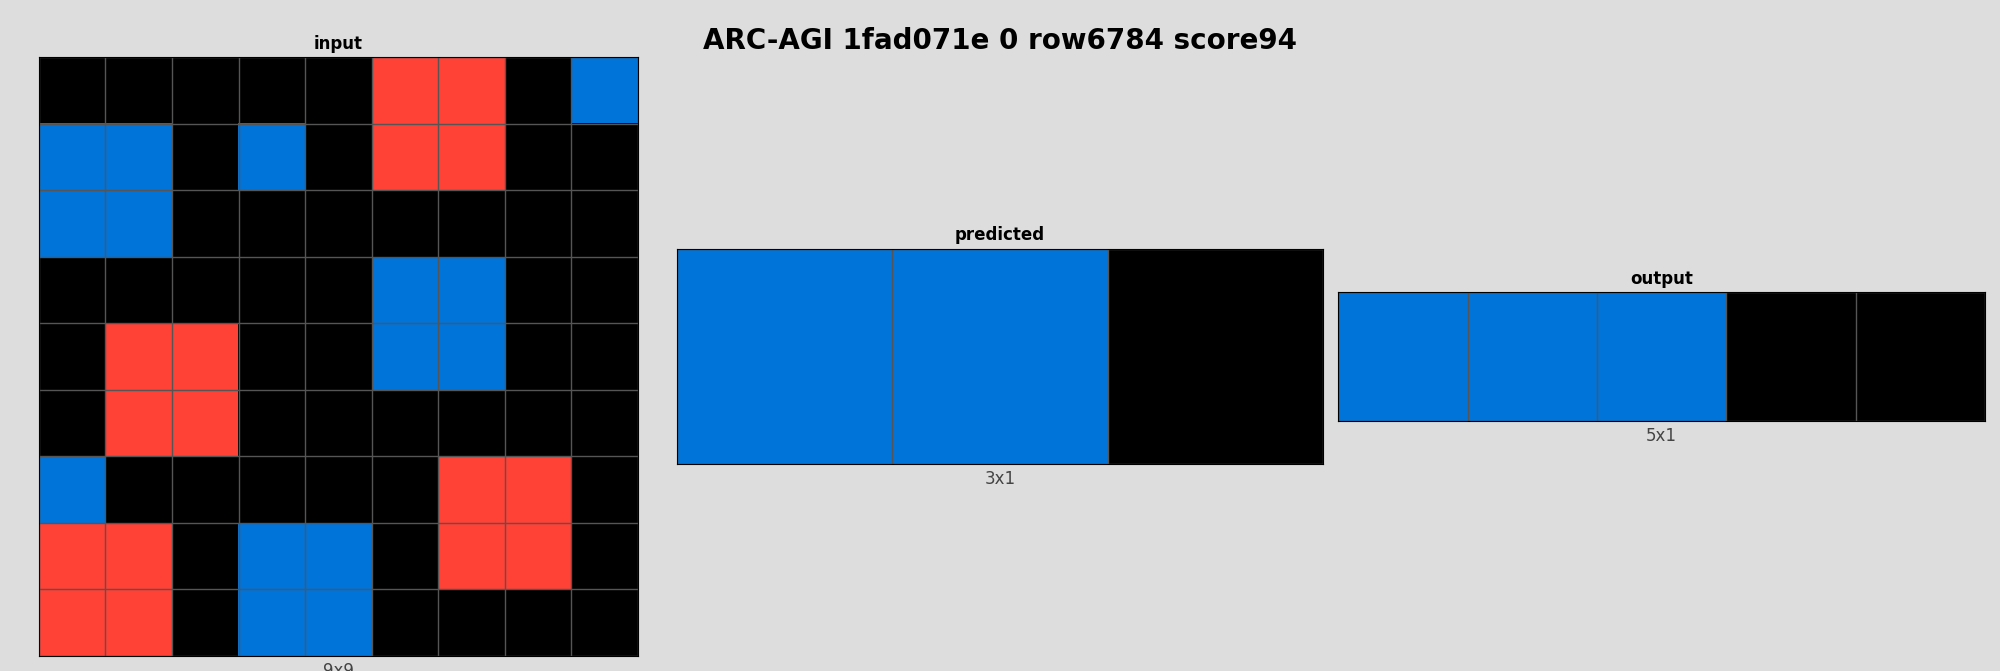 ARC-AGI 1fad071e 0 row6784 score94
input
predicted
output
5x1
3x1
9x9